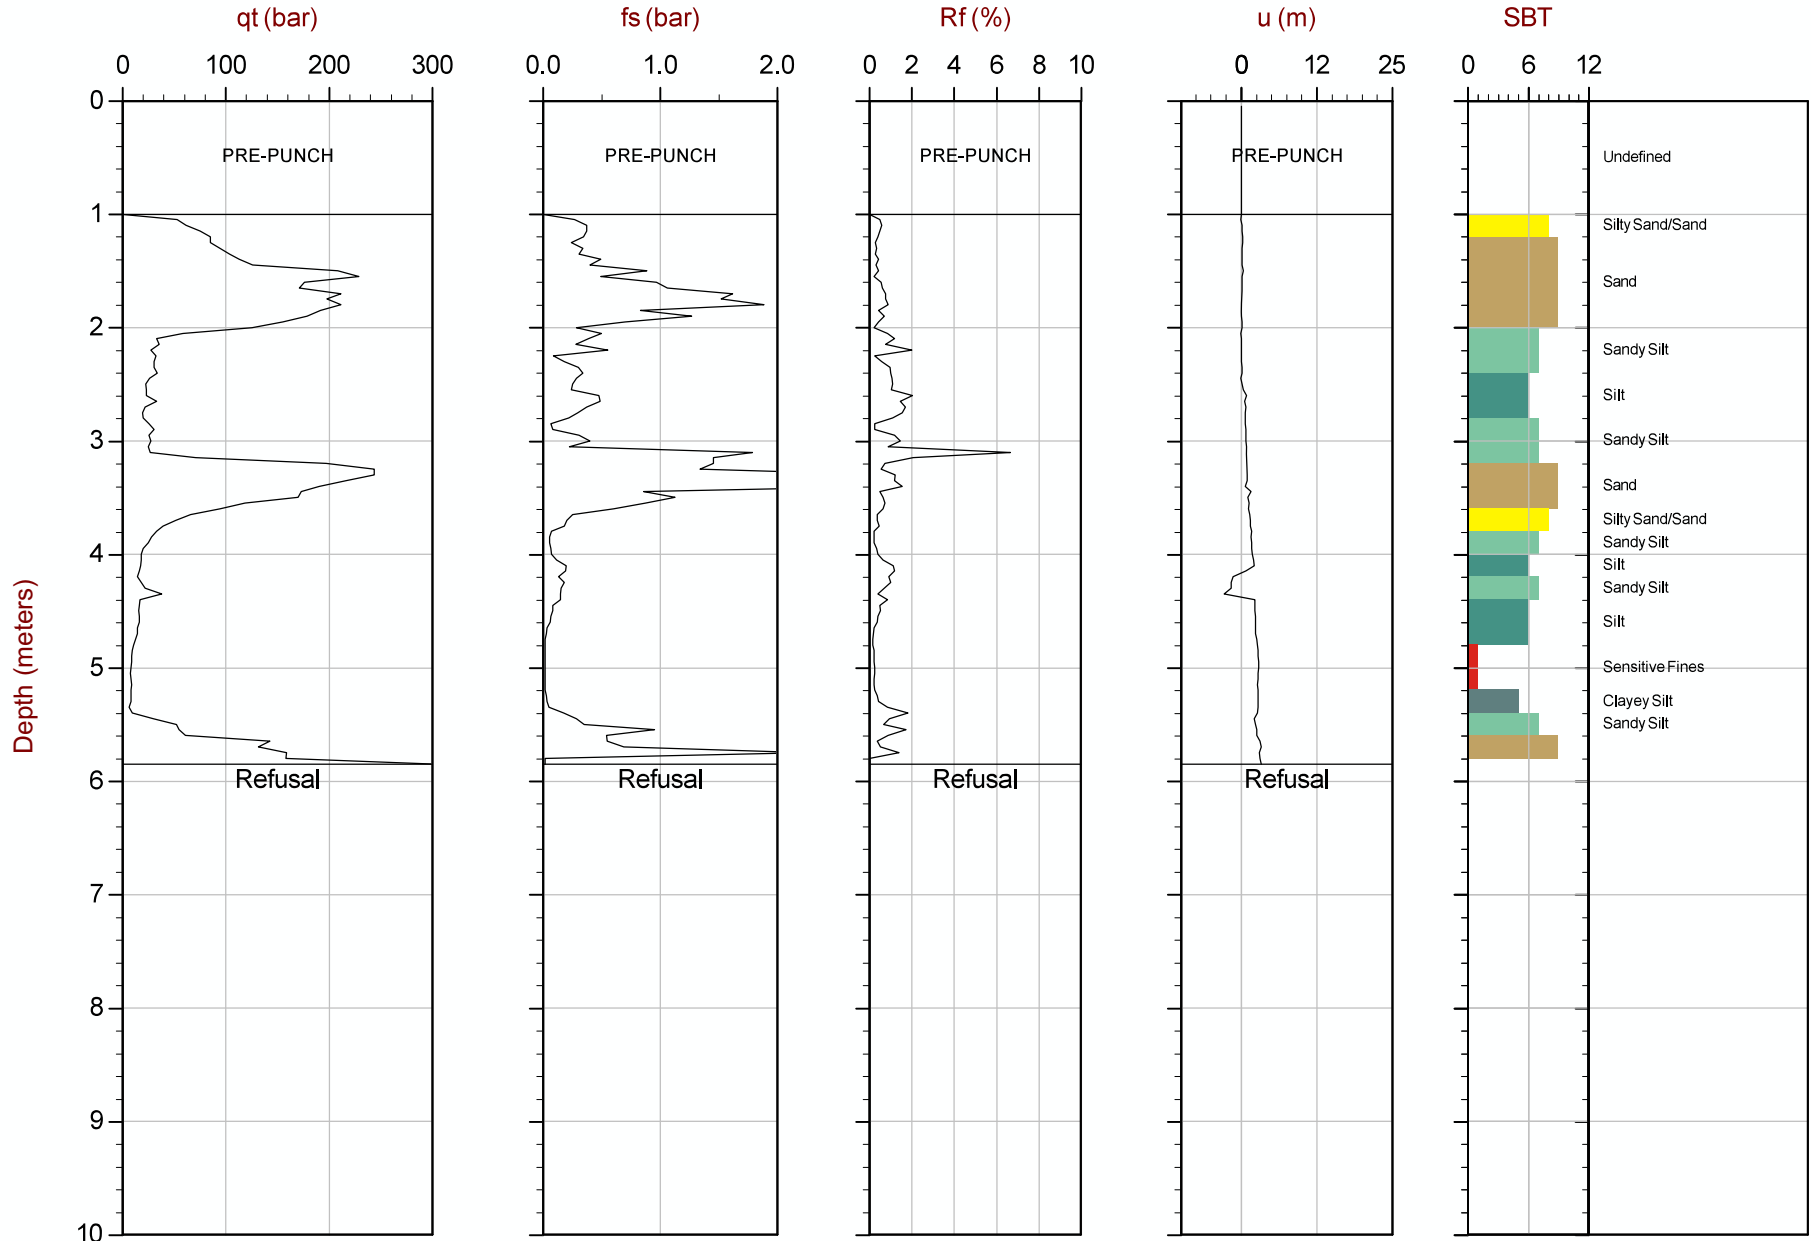 qt (bar) fs (bar) Rf (%) u (m) SBT
0 100 200 300 0.0 1.0 2.0 0 2 4 6 8 10 0 12 25 0 6 12
0
PRE-PUNCH PRE-PUNCH PRE-PUNCH PRE-PUNCH Undefined
1
Silty Sand/Sand
Sand
2
Sandy Silt
Silt
3
Sandy Silt
Sand
Silty Sand/Sand
Sandy Silt
4
Silt
Sandy Silt
Silt
5
Sensitive Fines
Clayey Silt
Sandy Silt
Refusal Refusal Refusal Refusal
6
7
8
9
10
Depth (meters)